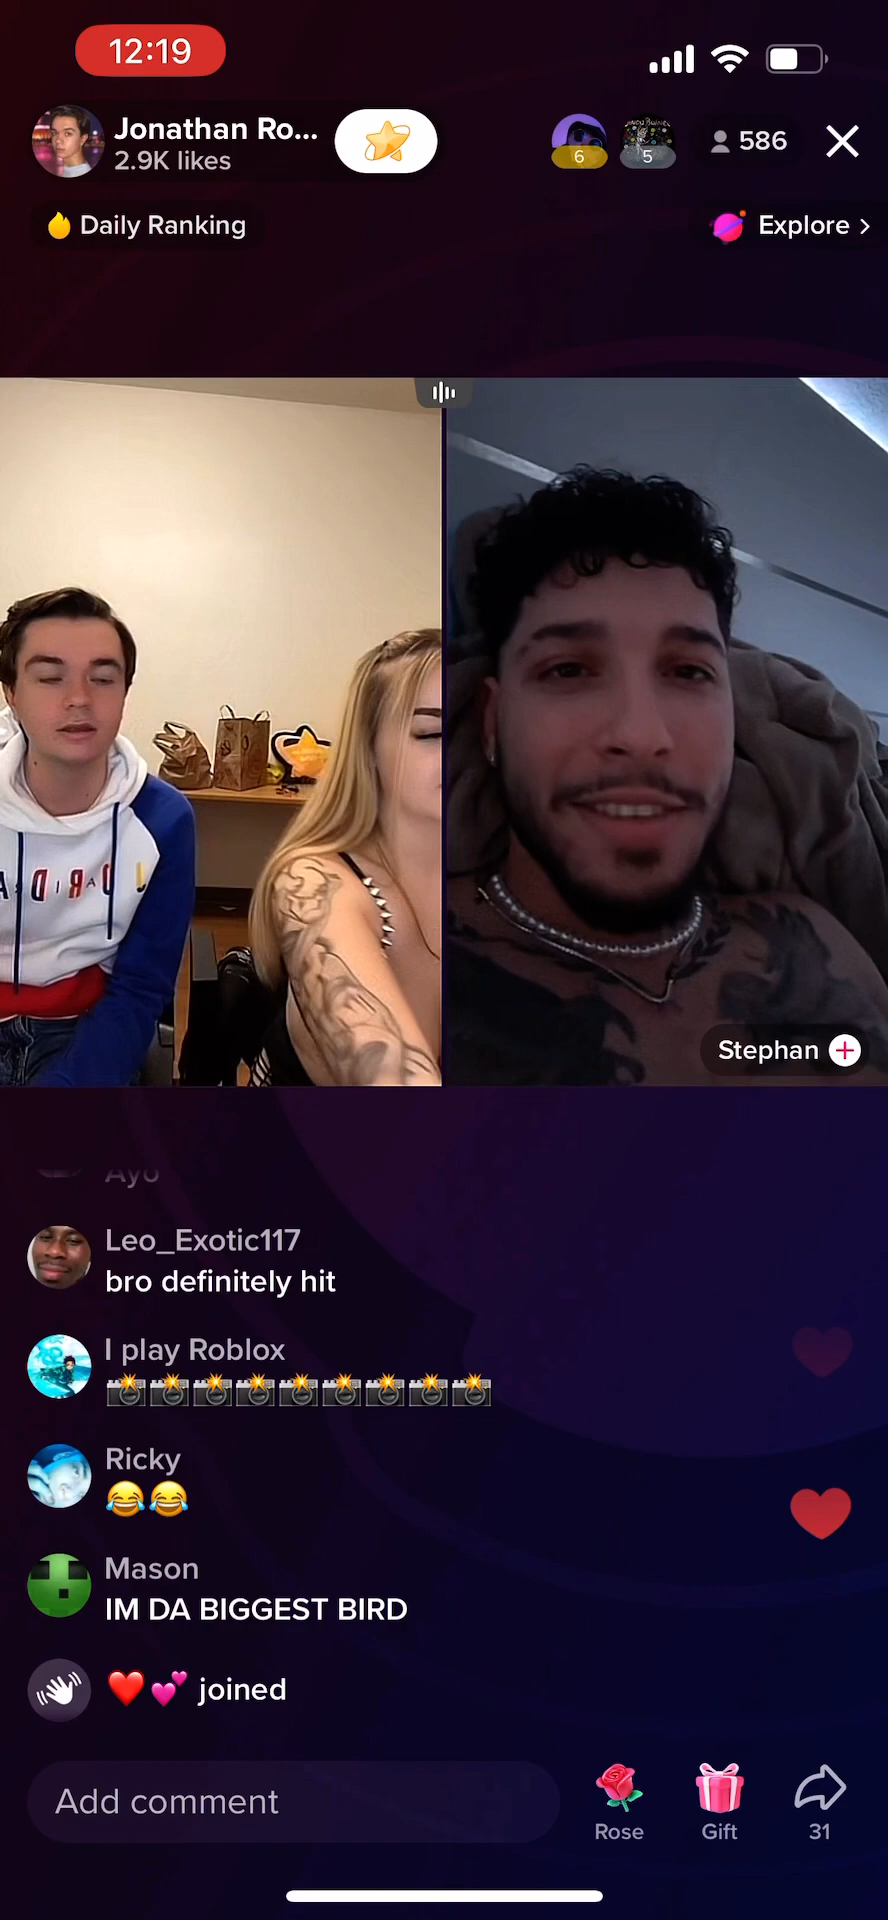 12:19
Jonathan Ro...
2.9K likes
6
5
586
Daily Ranking
Explore >
Stephan
Ayo
Leo_Exotic117
bro definitely hit
I play Roblox
📸📸📸📸📸📸📸📸📸
Ricky
😂😂
Mason
IM DA BIGGEST BIRD
❤️💕 joined
Add comment
Rose
Gift
31